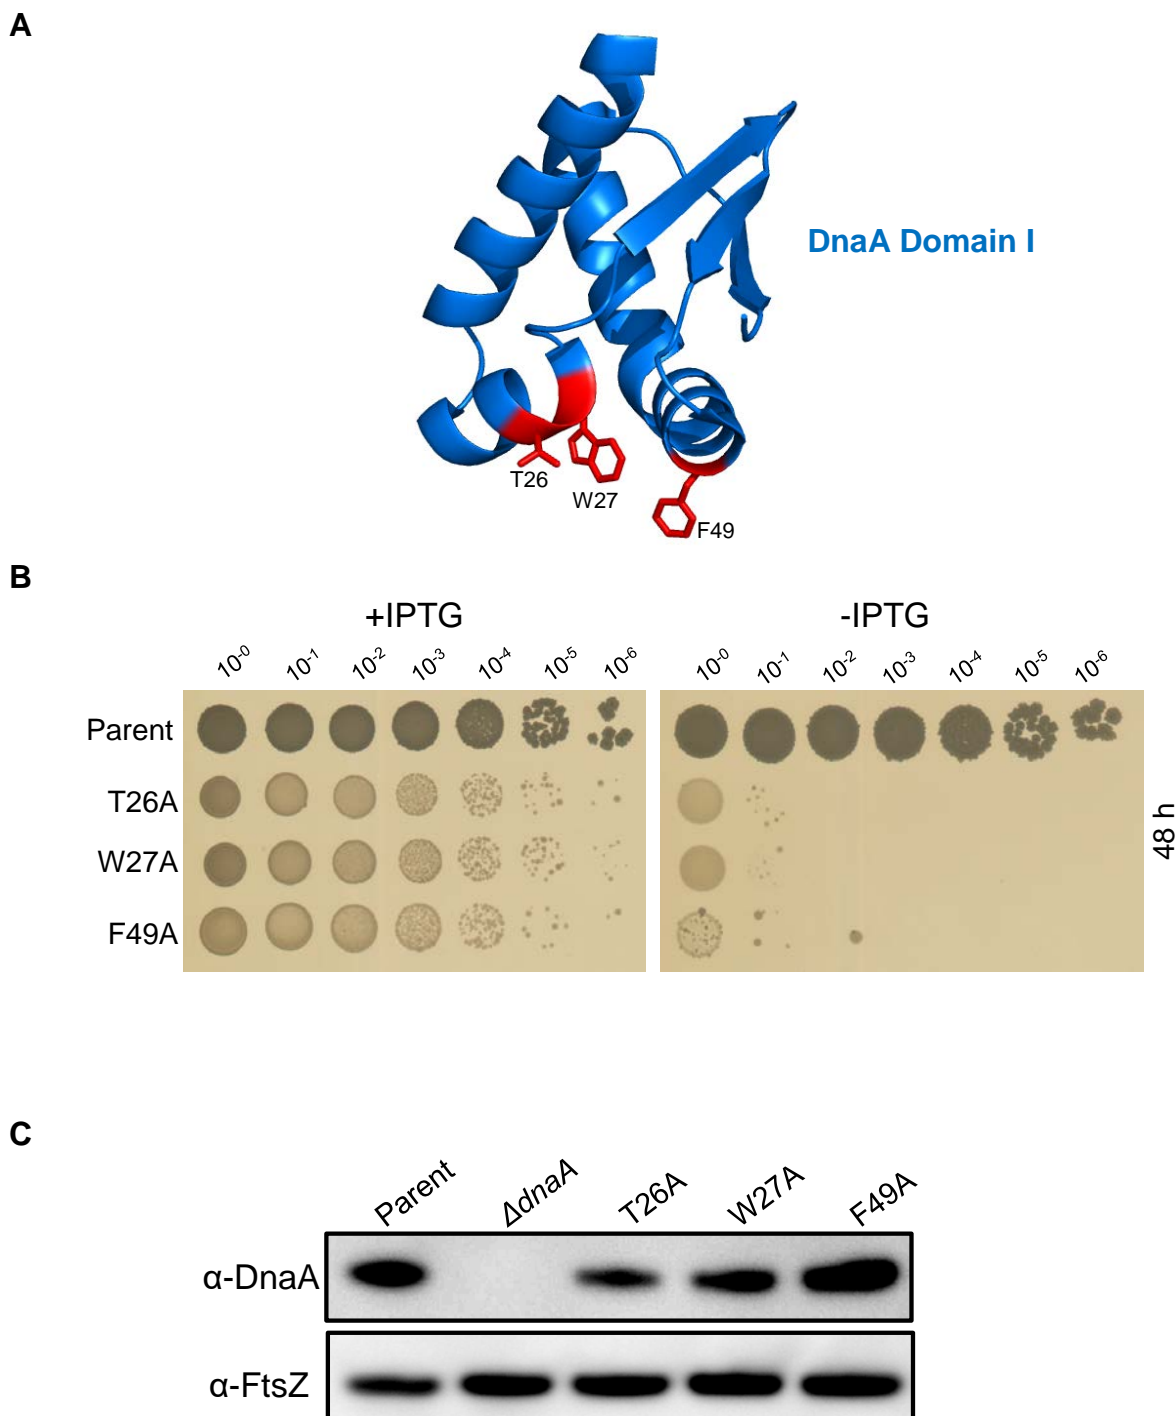 A
DnaA Domain I
T26
W27
F49
B
+IPTG
-IPTG
10-0 10-1 10-2 10-3 10-4 10-5 10-6
10-0 10-1 10-2 10-3 10-4 10-5 10-6
Parent
T26A
W27A
F49A
48 h
C
Parent
ΔdnaA
T26A
W27A
F49A
α-DnaA
α-FtsZ